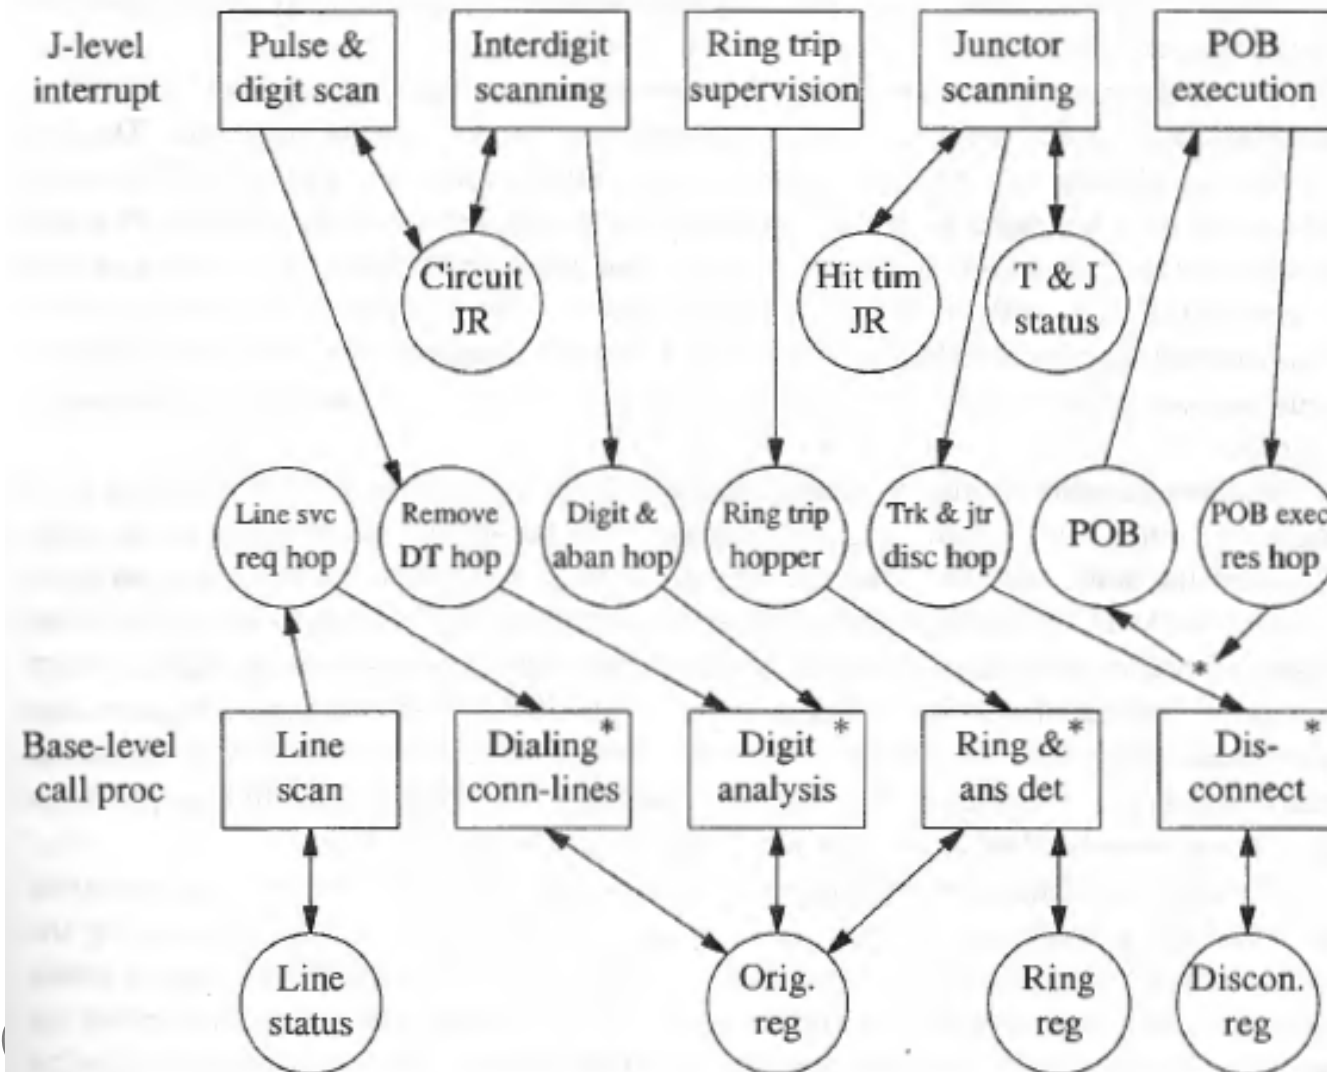 J-level
interrupt
Pulse &
digit scan
Interdigit
scanning
Ring trip
supervision
Junctor
scanning
POB
execution
Circuit
JR
Hit tim
JR
T & J
status
Line svc
req hop
Remove
DT hop
Digit &
aban hop
Ring trip
hopper
Trk & jtr
disc hop
POB
POB exec
res hop
*
Base-level
call proc
Line
scan
Dialing *
conn-lines
Digit *
analysis
Ring & *
ans det
Dis- *
connect
Line
status
Orig.
reg
Ring
reg
Discon.
reg